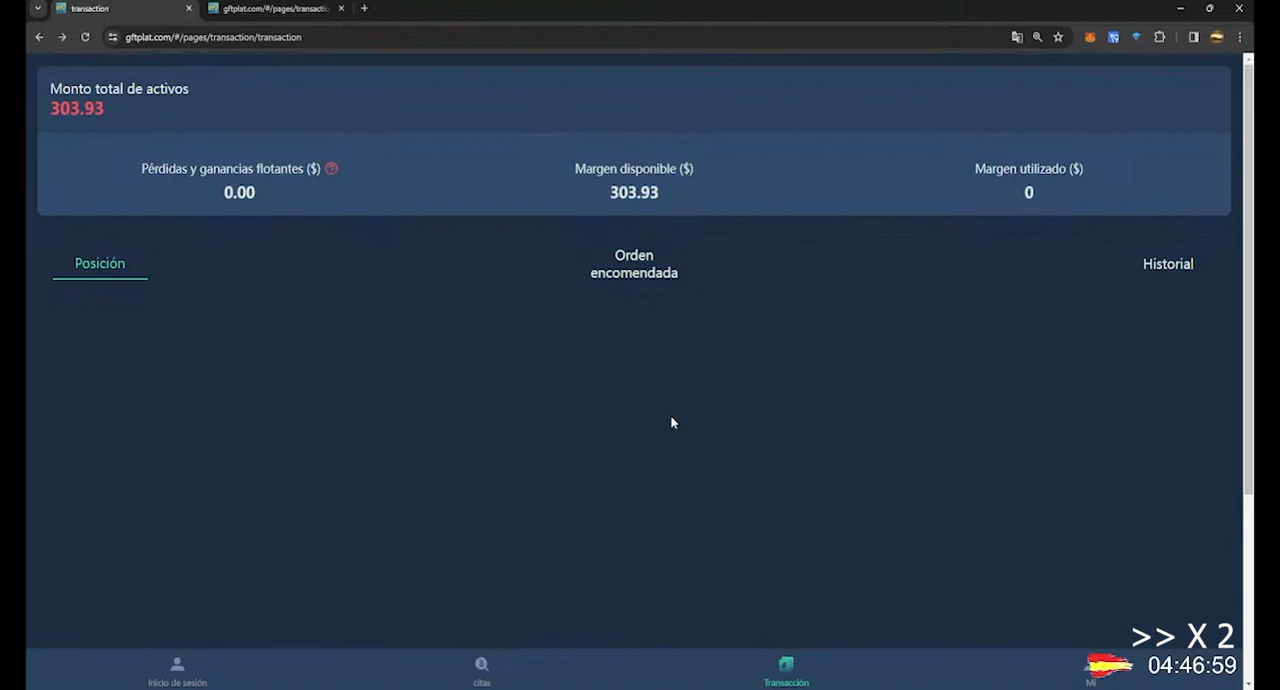 transaction
gftplat.com/#/pages/transactic
gftplat.com/#/pages/transaction/transaction
Monto total de activos
303.93
Pérdidas y ganancias flotantes ($)
0.00
Margen disponible ($)
303.93
Margen utilizado ($)
0
Posición
Orden
encomendada
Historial
>> X 2
04:46:59
Inicio de sesión
citas
Transacción
Mi